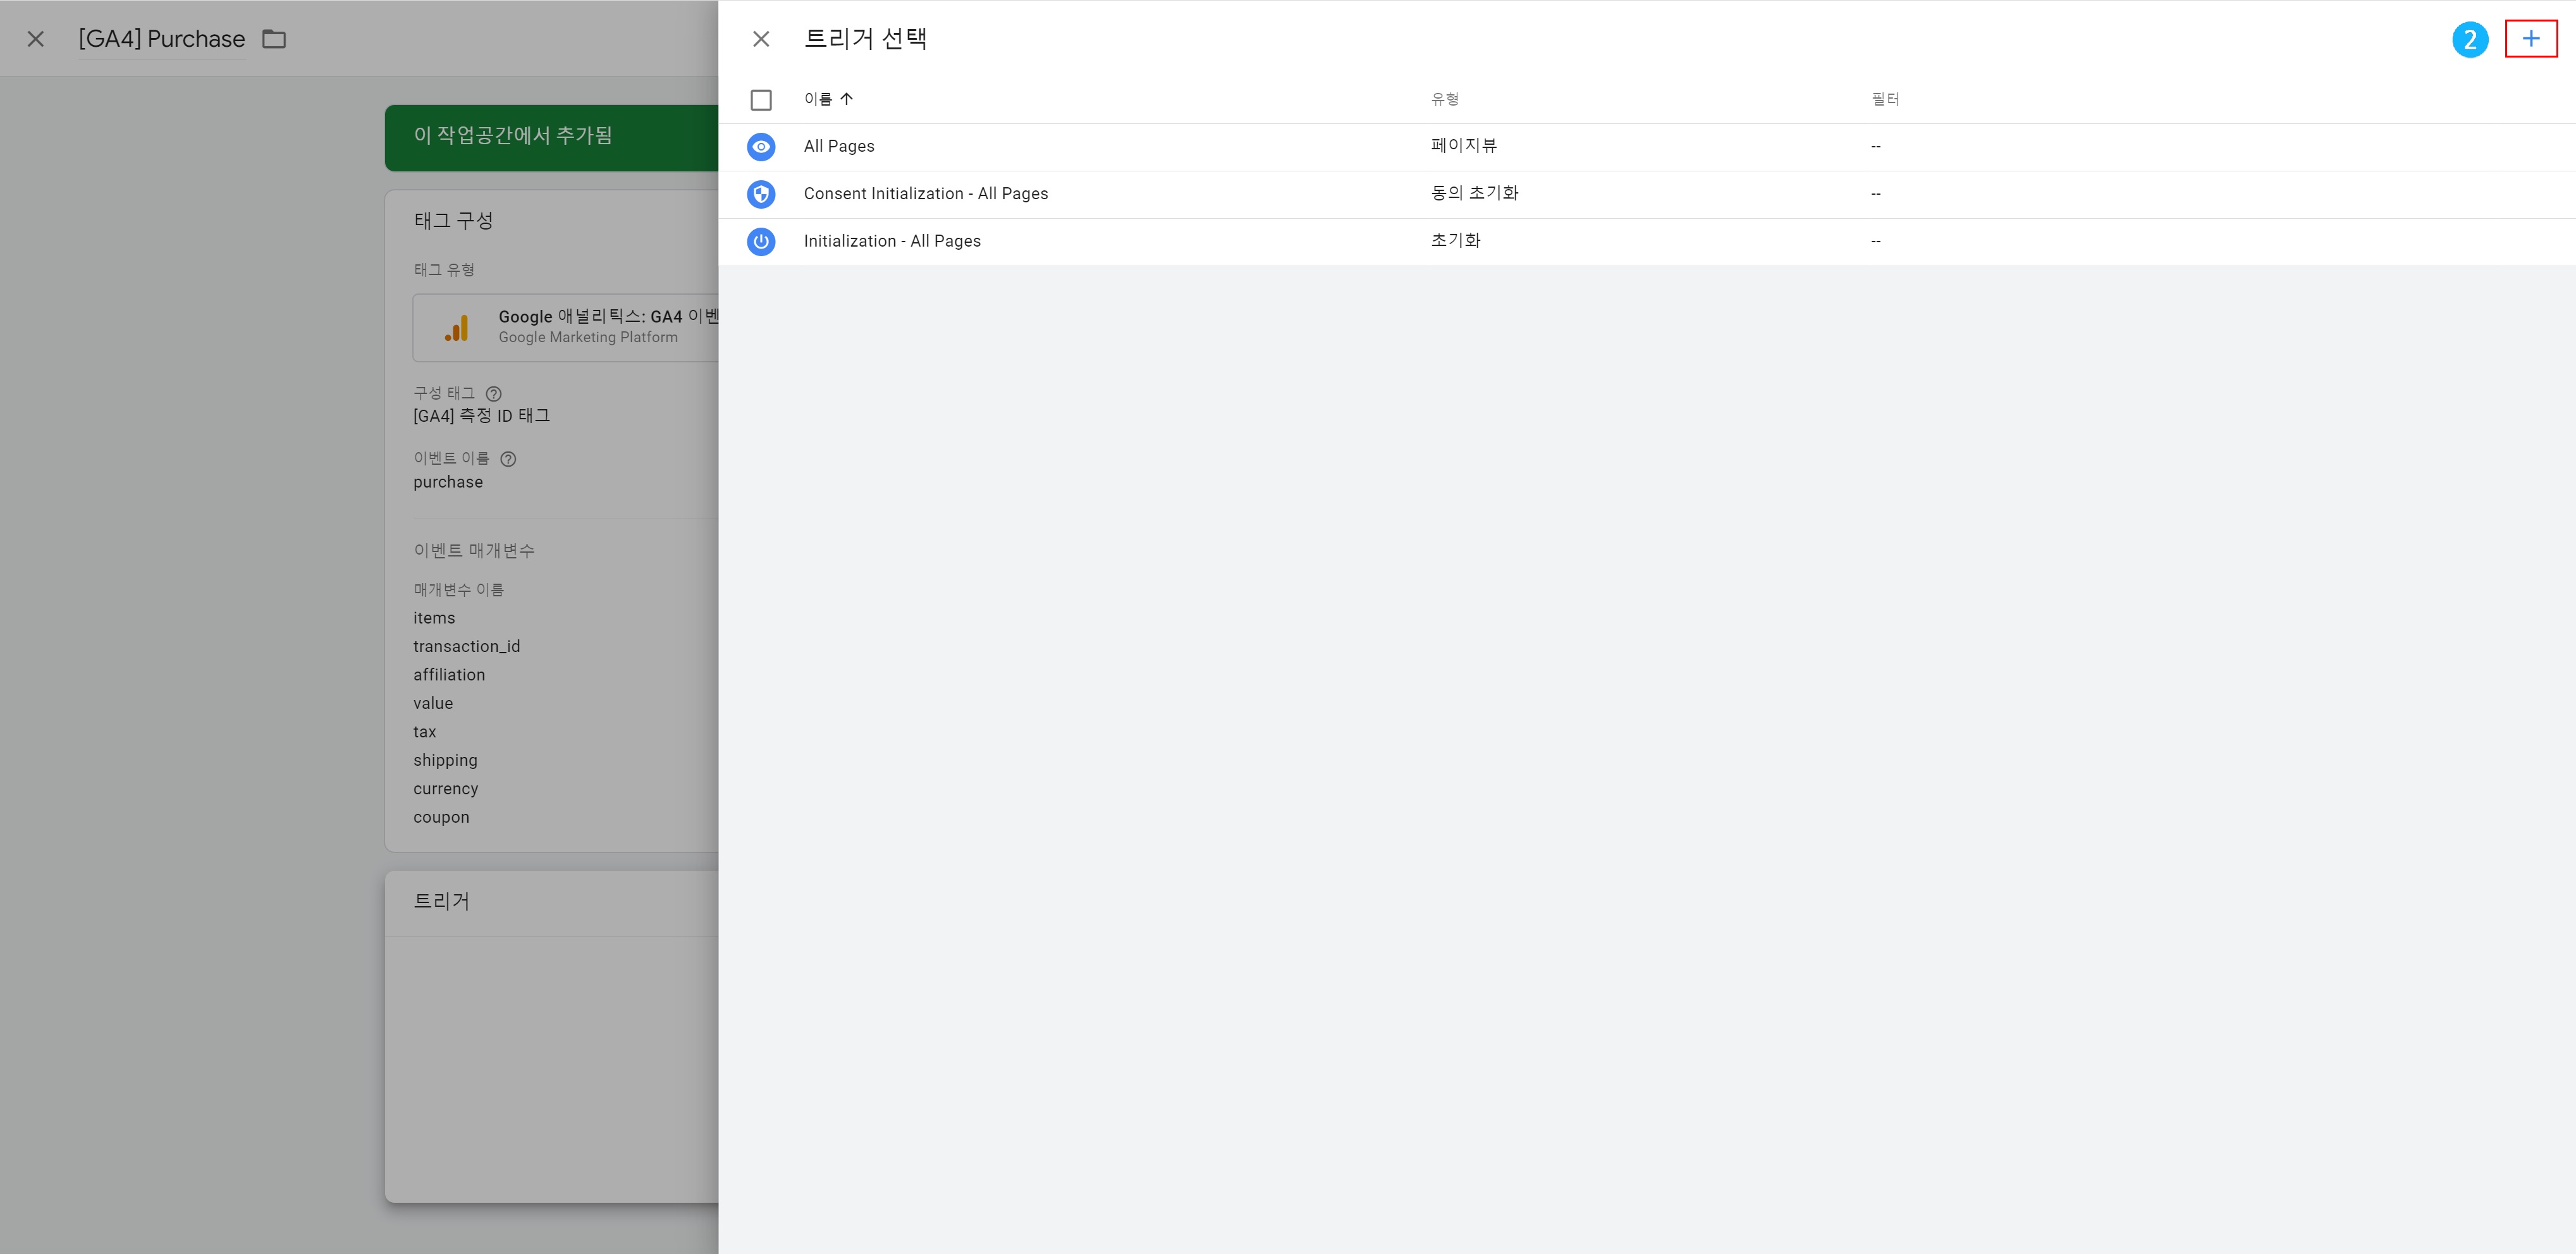 [GA4] Purchase
이 작업공간에서 추가됨
태그 구성
태그 유형
Google 애널리틱스: GA4 이벤
Google Marketing Platform
구성 태그
[GA4] 측정 ID 태그
이벤트 이름
purchase
이벤트 매개변수
매개변수 이름
items
transaction_id
affiliation
value
tax
shipping
currency
coupon
트리거
트리거 선택
2
이름 유형 필터
All Pages 페이지뷰 --
Consent Initialization - All Pages 동의 초기화 --
Initialization - All Pages 초기화 --